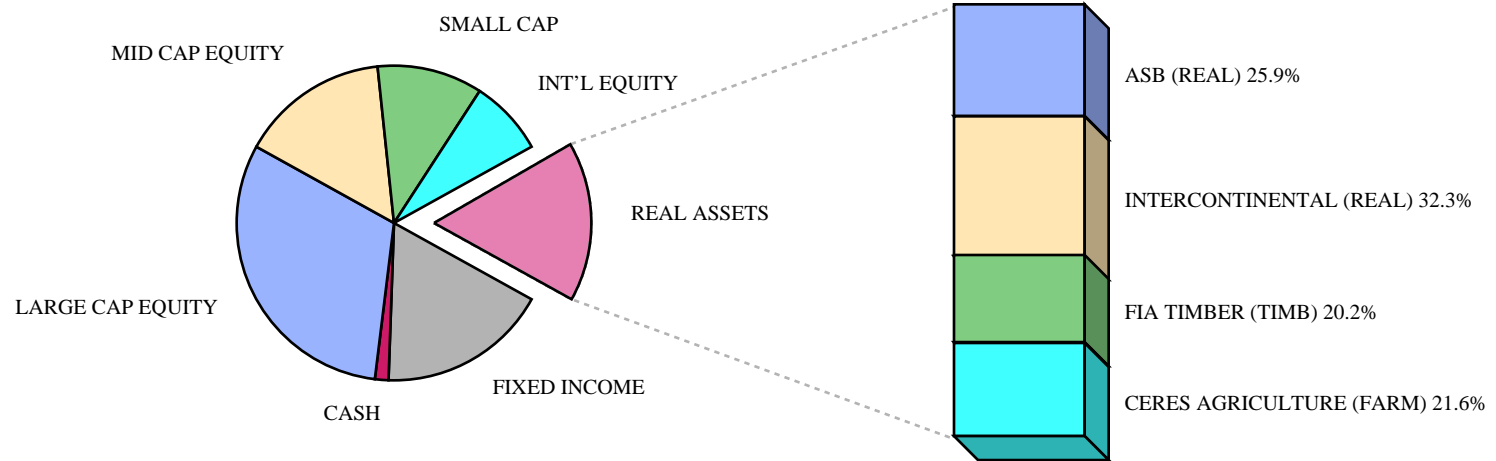 SMALL CAP
MID CAP EQUITY
INT'L EQUITY
REAL ASSETS
LARGE CAP EQUITY
FIXED INCOME
CASH
ASB (REAL) 25.9%
INTERCONTINENTAL (REAL) 32.3%
FIA TIMBER (TIMB) 20.2%
CERES AGRICULTURE (FARM) 21.6%